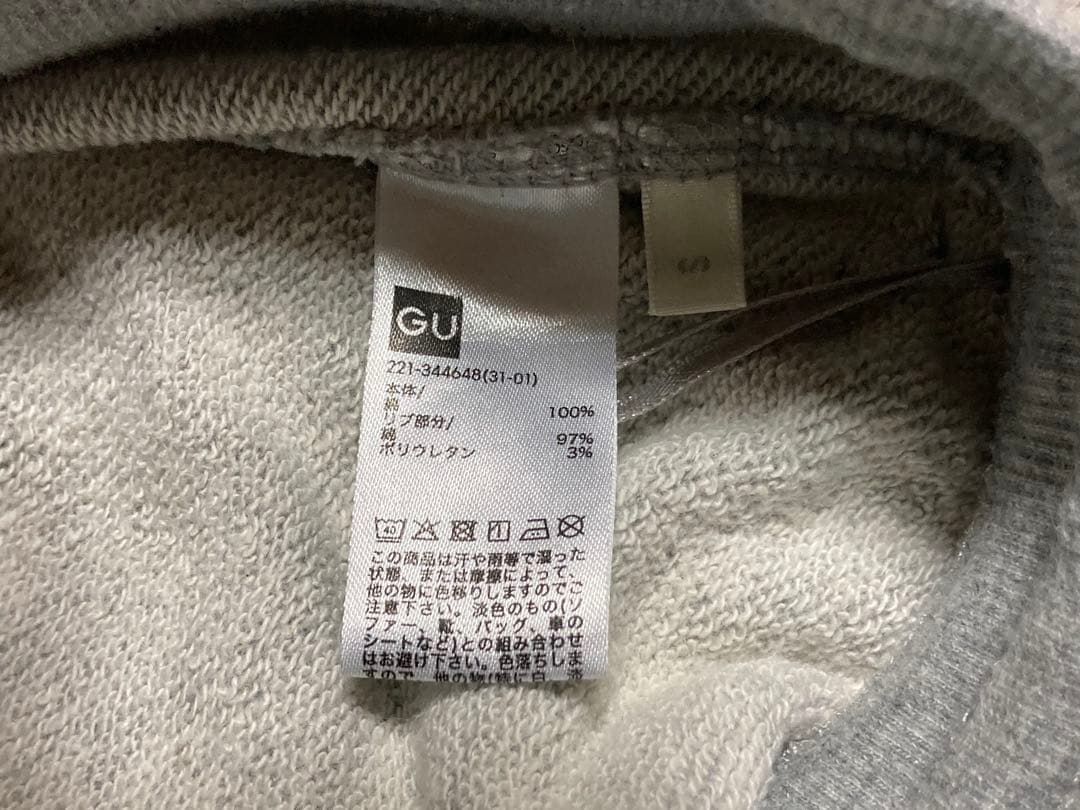 GU
221-344648(31-01)
本体/
綿 100%
リブ部分/
綿 97%
ポリウレタン 3%
40
この商品は汗や雨等で湿った
状態、または摩擦によって、
他の物に色移りしますのでご
注意下さい。淡色のもの(ソ
ファー、靴、バッグ、車の
シートなど)との組み合わせ
はお避け下さい。色落ちしま
すので、他の物(特に白、淡
S